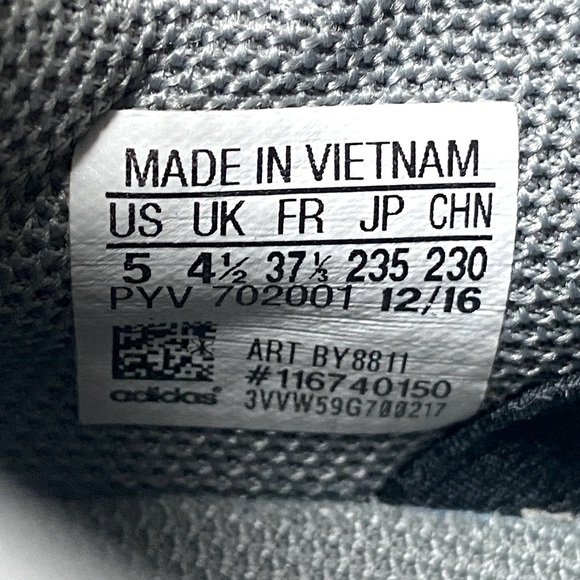 MADE IN VIETNAM
US UK FR JP CHN
5 4½ 37⅓ 235 230
PYV 702001 12/16
ART BY8811
#116740150
adidas
3VVW59G700217